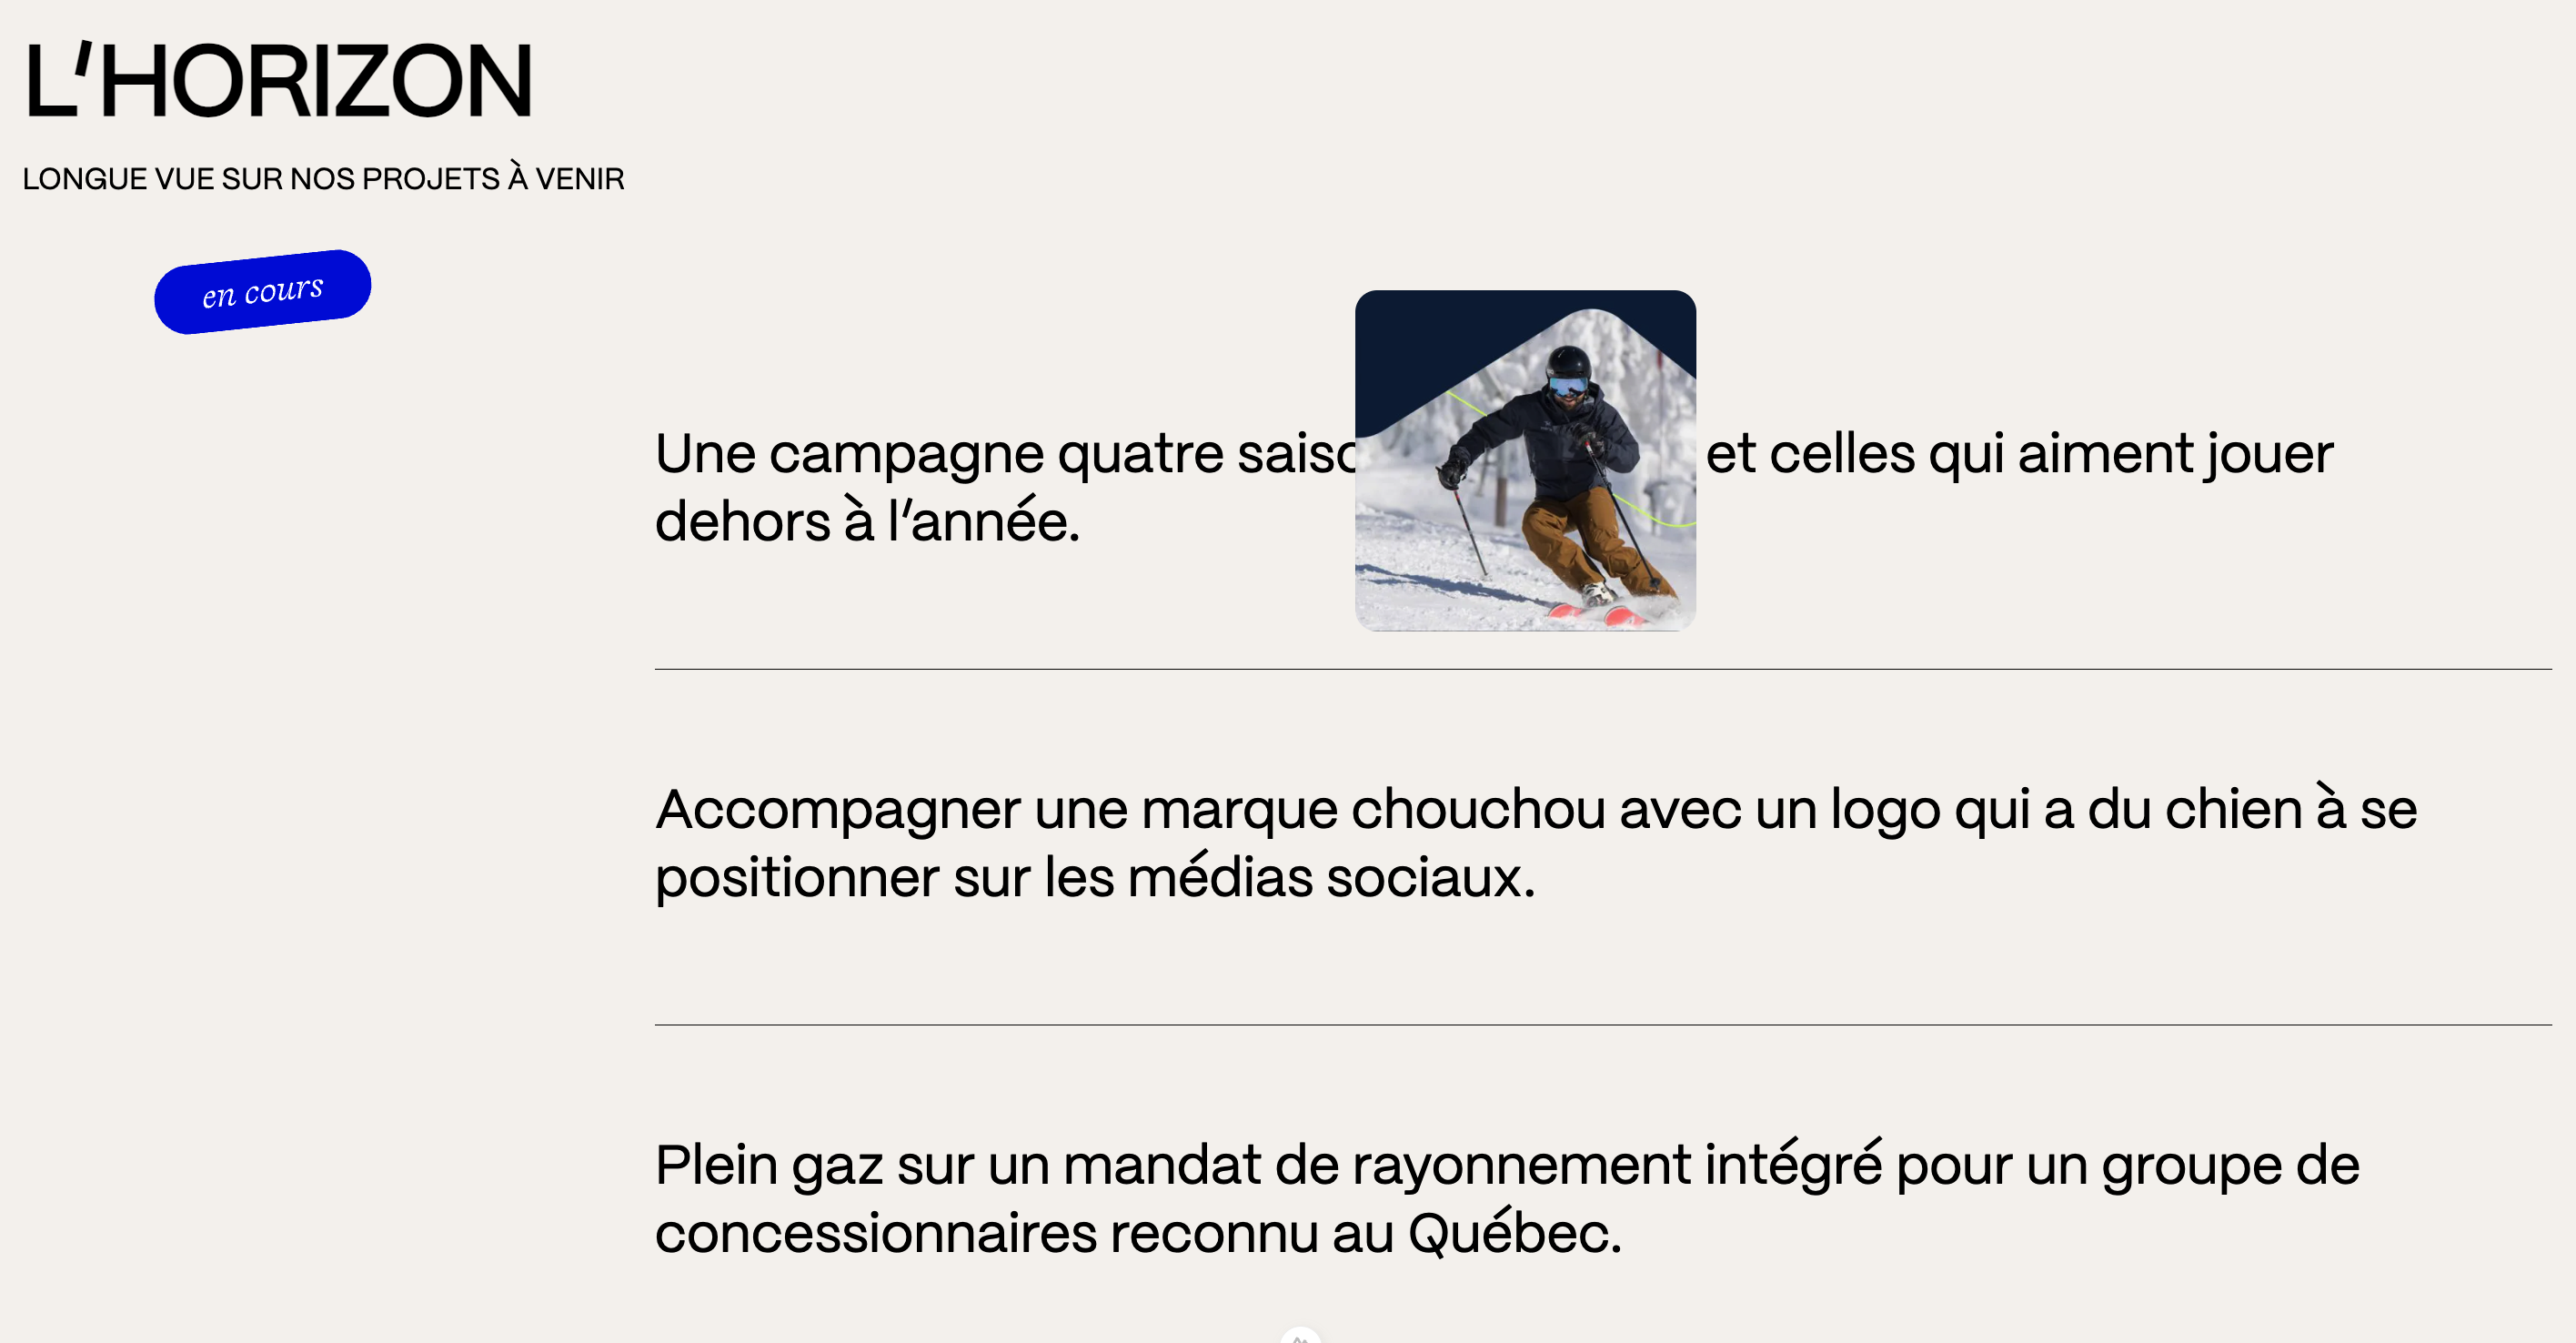 L'HORIZON
LONGUE VUE SUR NOS PROJETS À VENIR
en cours
Une campagne quatre et celles qui aiment jouer
dehors à l'année.
Accompagner une marque chouchou avec un logo qui a du chien à se
positionner sur les médias sociaux.
Plein gaz sur un mandat de rayonnement intégré pour un groupe de
concessionnaires reconnu au Québec.